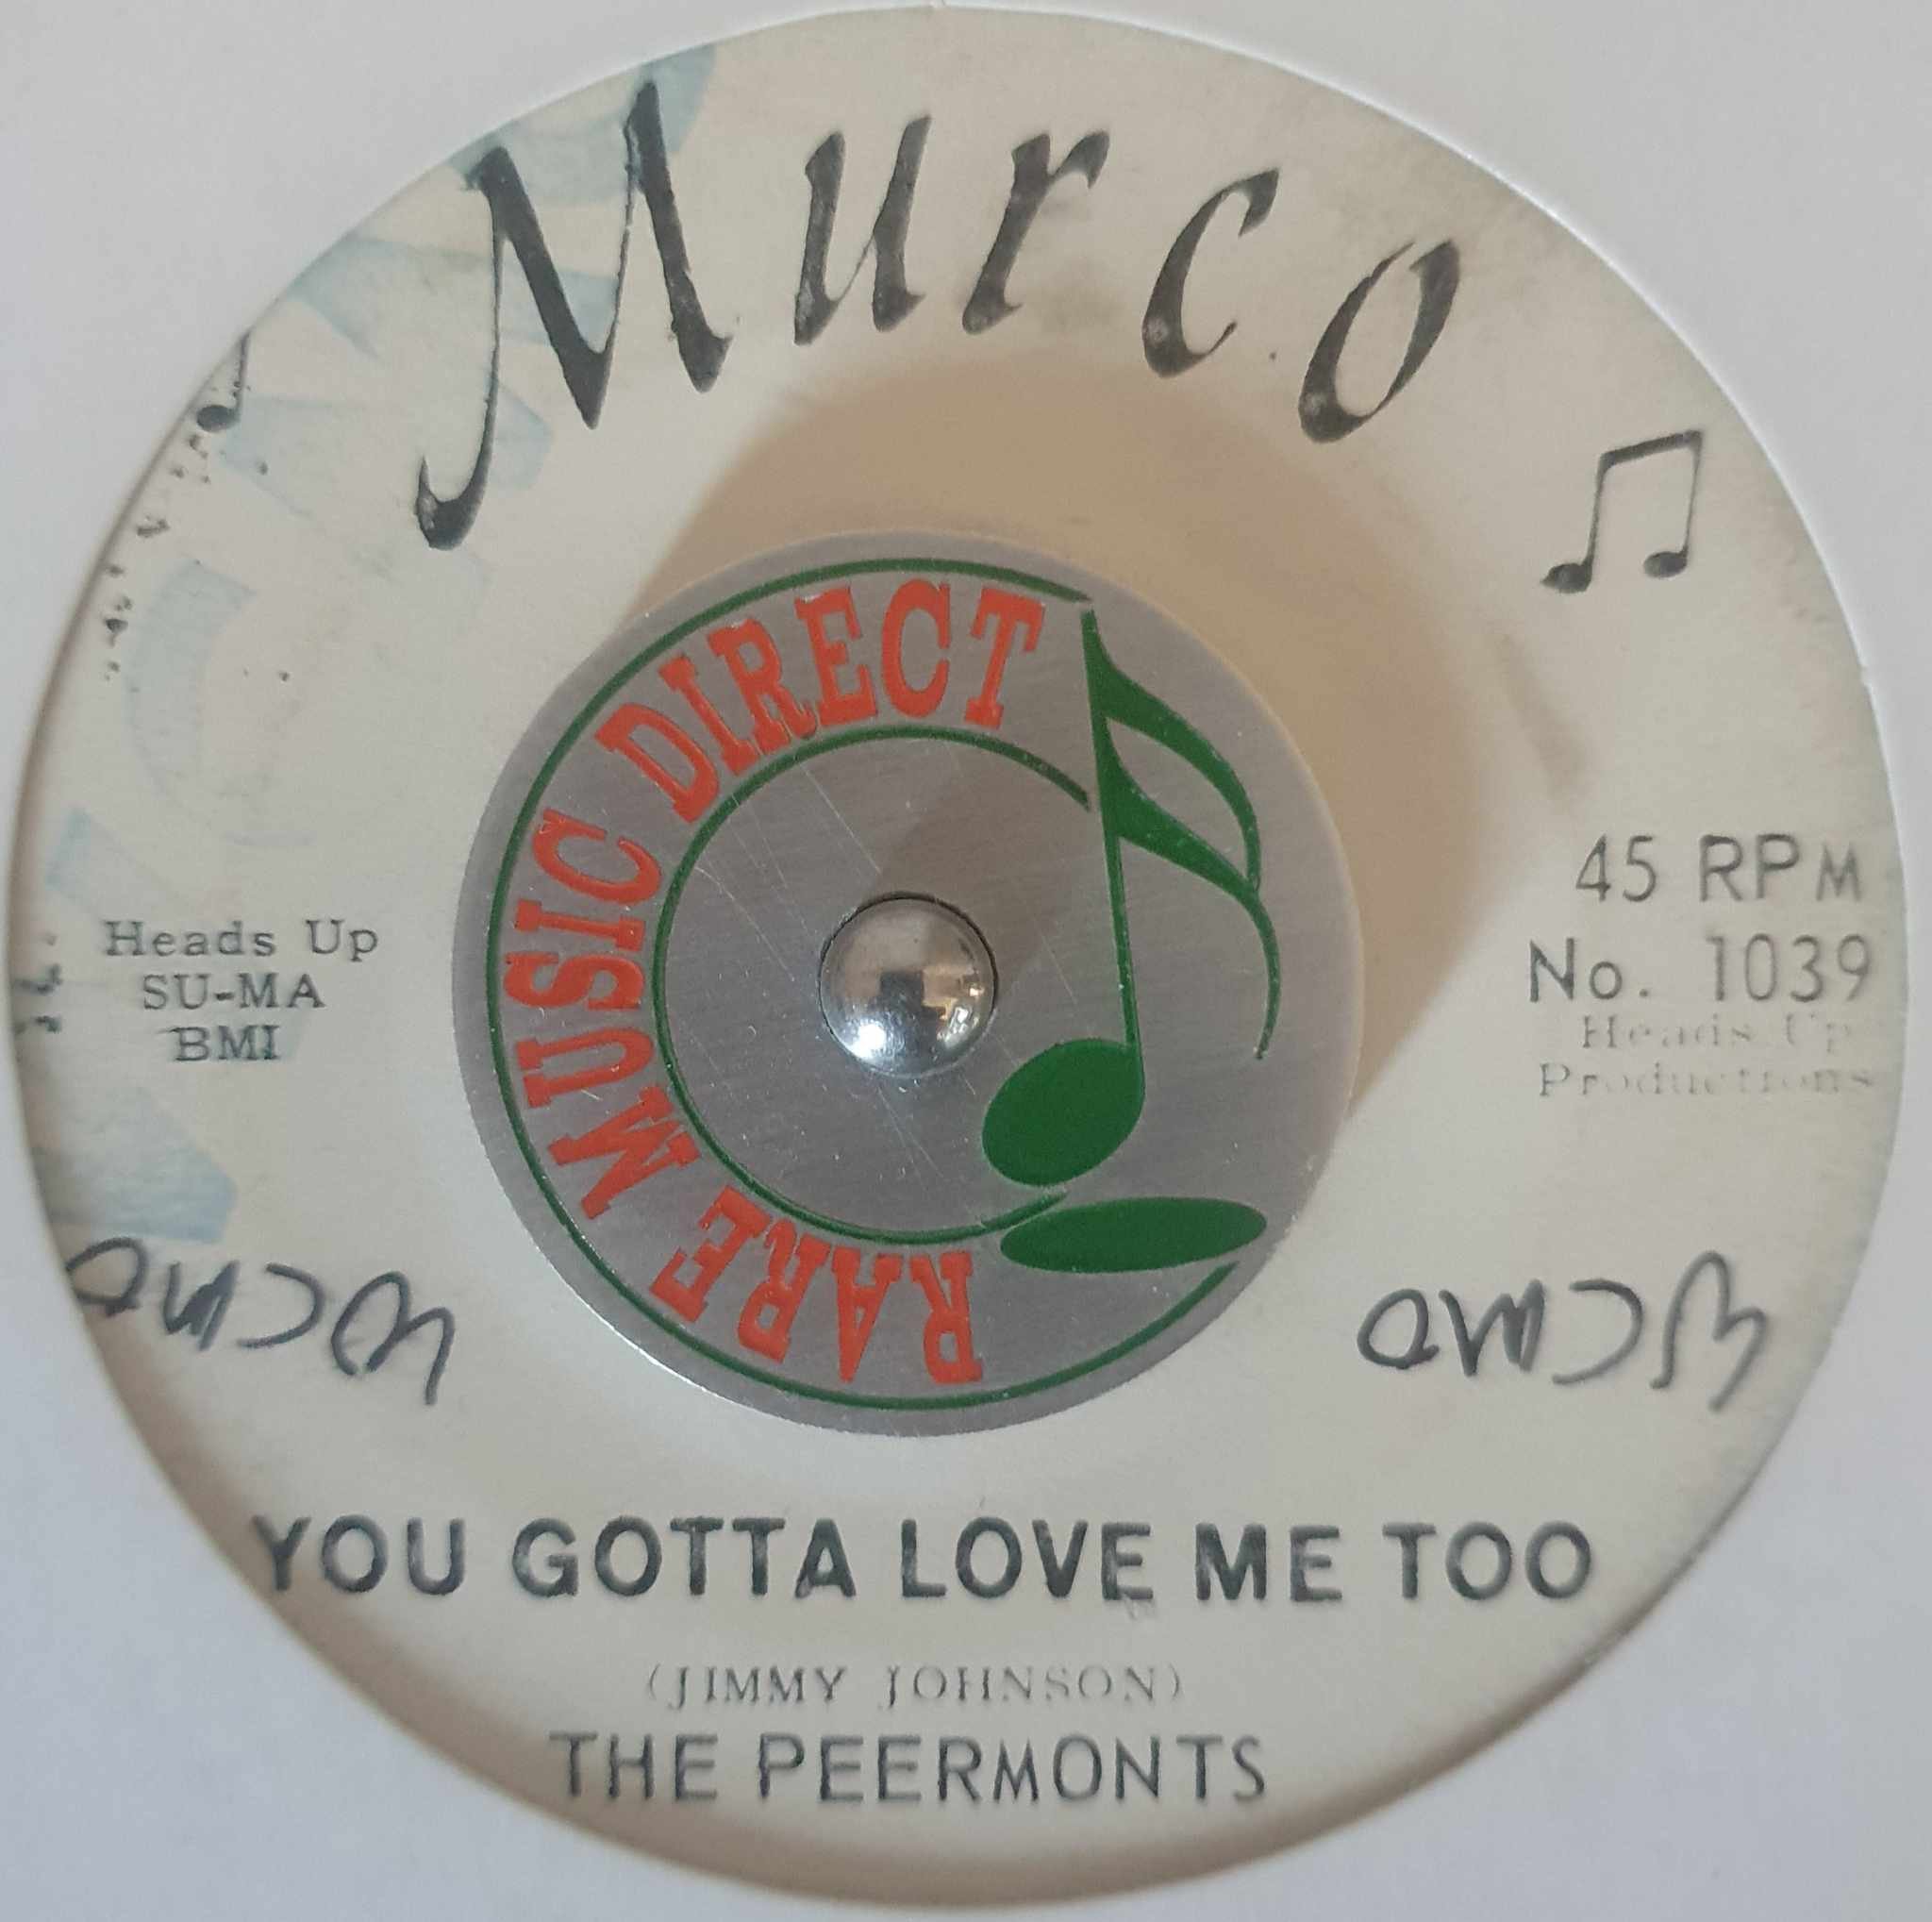 Murco
RARE MUSIC DIRECT
Heads Up
SU-MA
BMI
45 RPM
No. 1039
Heads Up
Productions
YOU GOTTA LOVE ME TOO
(JIMMY JOHNSON)
THE PEERMONTS